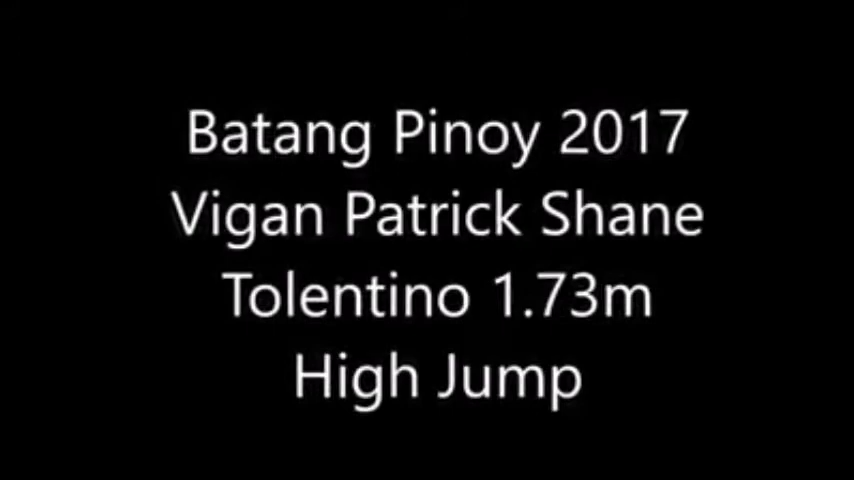 Batang Pinoy 2017
Vigan Patrick Shane
Tolentino 1.73m
High Jump